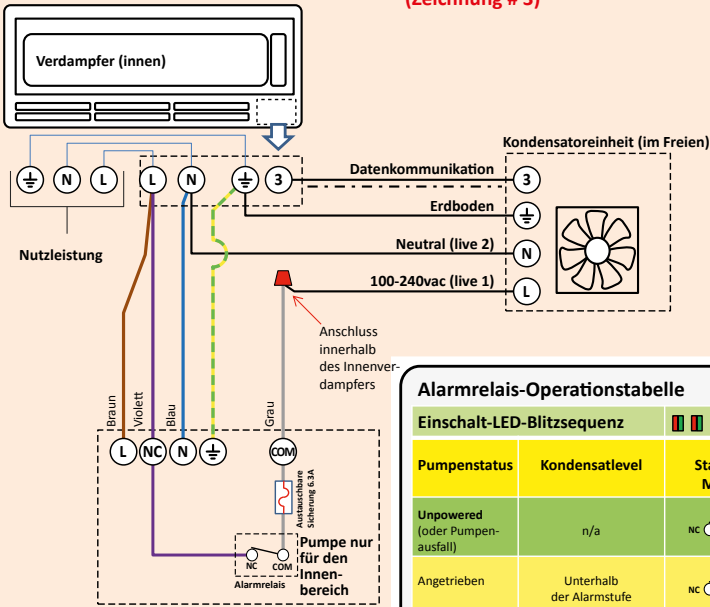 (Zeichnung # 3)
Verdampfer (innen)
Kondensatoreinheit (im Freien)
N L L N 3
Datenkommunikation
3
Erdboden
Neutral (live 2)
N
100-240vac (live 1)
L
Nutzleistung
Anschluss
innerhalb
des Innenver-
dampfers
Braun
Violett
Blau
Grau
L NC N COM
Austauschbare
Sicherung 6.3A
NC COM
Alarmrelais
Pumpe nur
für den
Innen-
bereich
Alarmrelais-Operationstabelle
Einschalt-LED-Blitzsequenz
Pumpenstatus
Kondensatlevel
Unpowered
(oder Pumpen-
ausfall)
n/a
NC
Angetrieben
Unterhalb
der Alarmstufe
NC